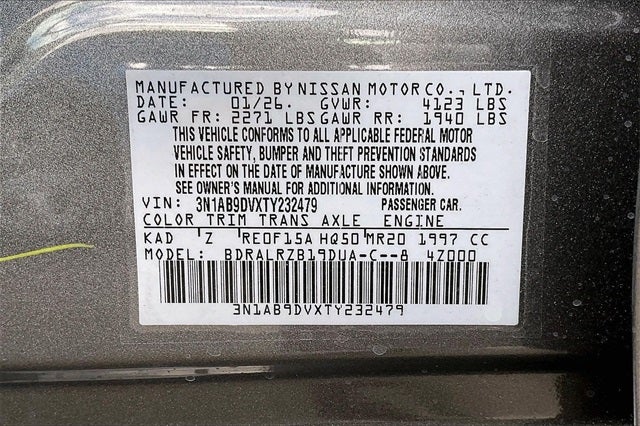 MANUFACTURED BY NISSAN MOTOR CO., LTD.
DATE: 01/26. GVWR: 4123 LBS
GAWR FR: 2271 LBS GAWR RR: 1940 LBS
THIS VEHICLE CONFORMS TO ALL APPLICABLE FEDERAL MOTOR
VEHICLE SAFETY, BUMPER AND THEFT PREVENTION STANDARDS
IN EFFECT ON THE DATE OF MANUFACTURE SHOWN ABOVE.
SEE OWNER'S MANUAL FOR ADDITIONAL INFORMATION.
VIN: 3N1AB9DVXTY232479 PASSENGER CAR.
COLOR TRIM TRANS AXLE ENGINE
KAD Z RE0F15A HQ50 MR20 1997 CC
MODEL: BDRALRZB19DUA-C--8 4Z000
3N1AB9DVXTY232479